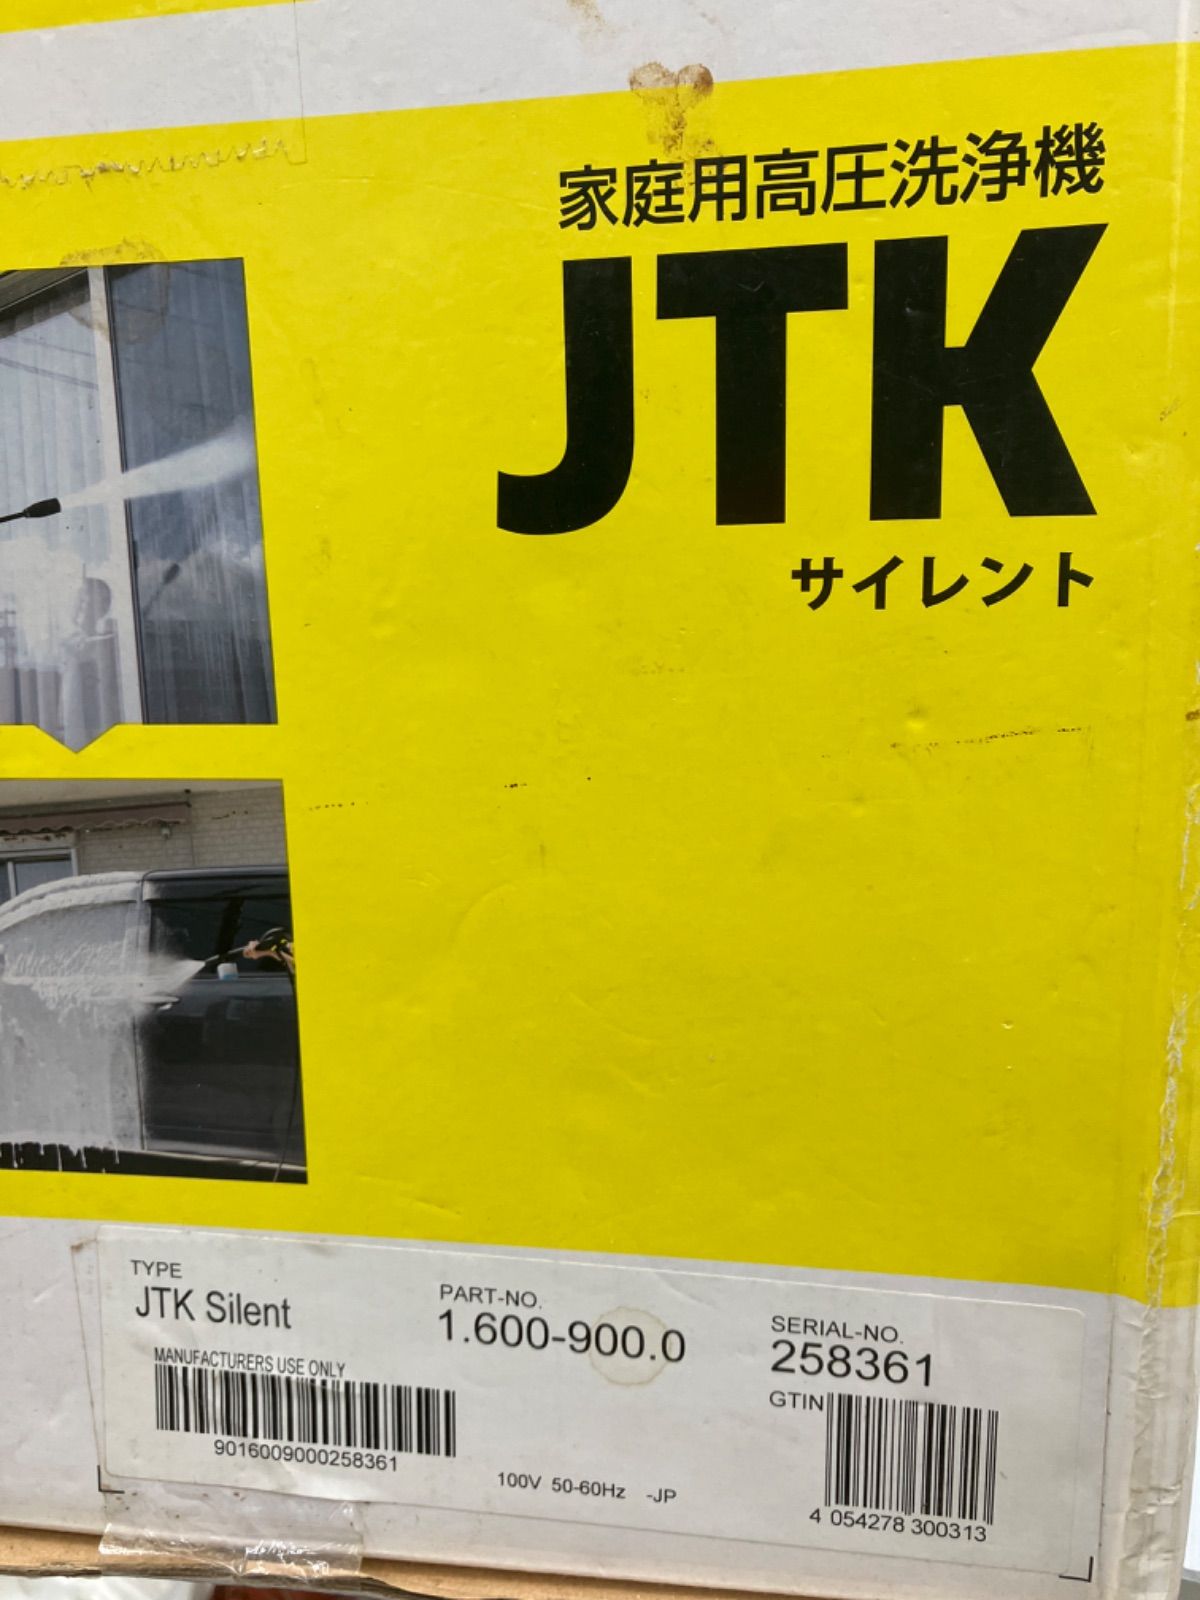 家庭用高圧洗浄機
JTK
サイレント
TYPE
JTK Silent
PART-NO.
1.600-900.0
SERIAL-NO.
258361
MANUFACTURERS USE ONLY
9016009000258361
GTIN
4 054278 300313
100V 50-60Hz -JP